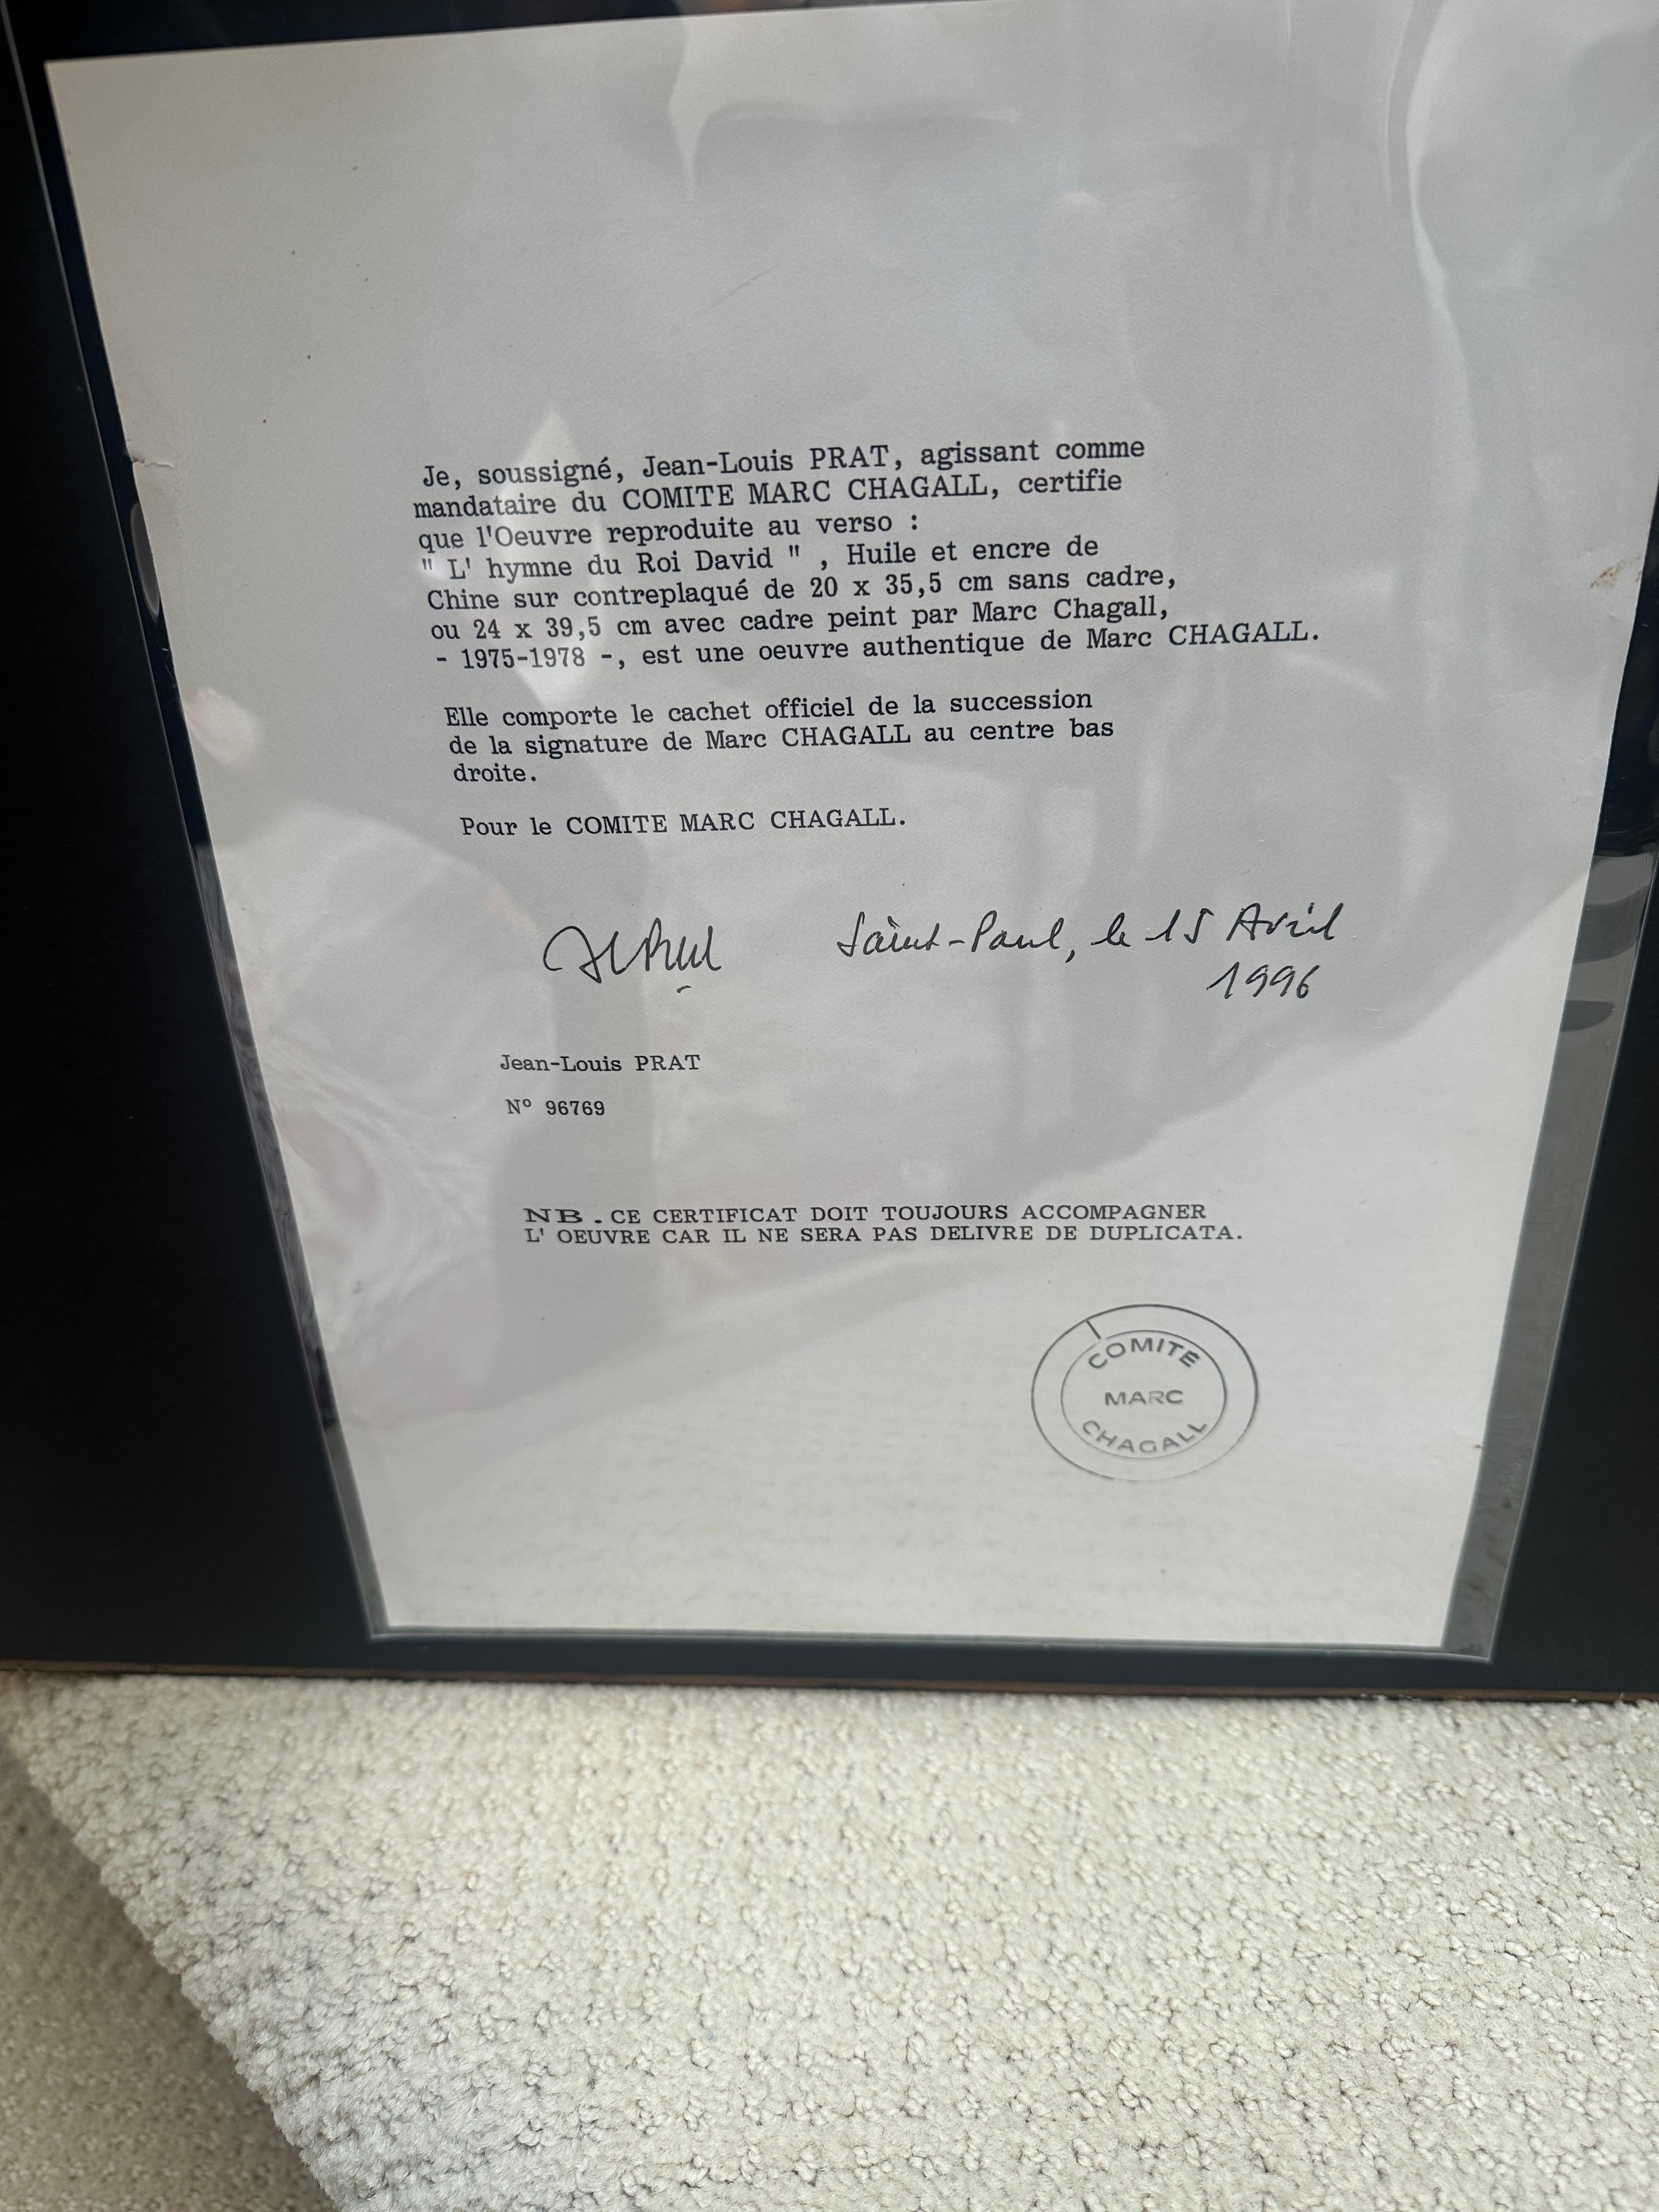 Je, soussigné, Jean-Louis PRAT, agissant comme
mandataire du COMITE MARC CHAGALL, certifie
que l'Oeuvre reproduite au verso :
" L' hymne du Roi David " , Huile et encre de
Chine sur contreplaqué de 20 x 35,5 cm sans cadre,
ou 24 x 39,5 cm avec cadre peint par Marc Chagall,
- 1975-1978 -, est une oeuvre authentique de Marc CHAGALL.
Elle comporte le cachet officiel de la succession
de la signature de Marc CHAGALL au centre bas
droite.
Pour le COMITE MARC CHAGALL.
Saint-Paul, le 15 Avril
1996
Jean-Louis PRAT
Nº 96769
NB. CE CERTIFICAT DOIT TOUJOURS ACCOMPAGNER
L' OEUVRE CAR IL NE SERA PAS DELIVRE DE DUPLICATA.
COMITE
MARC
CHAGALL